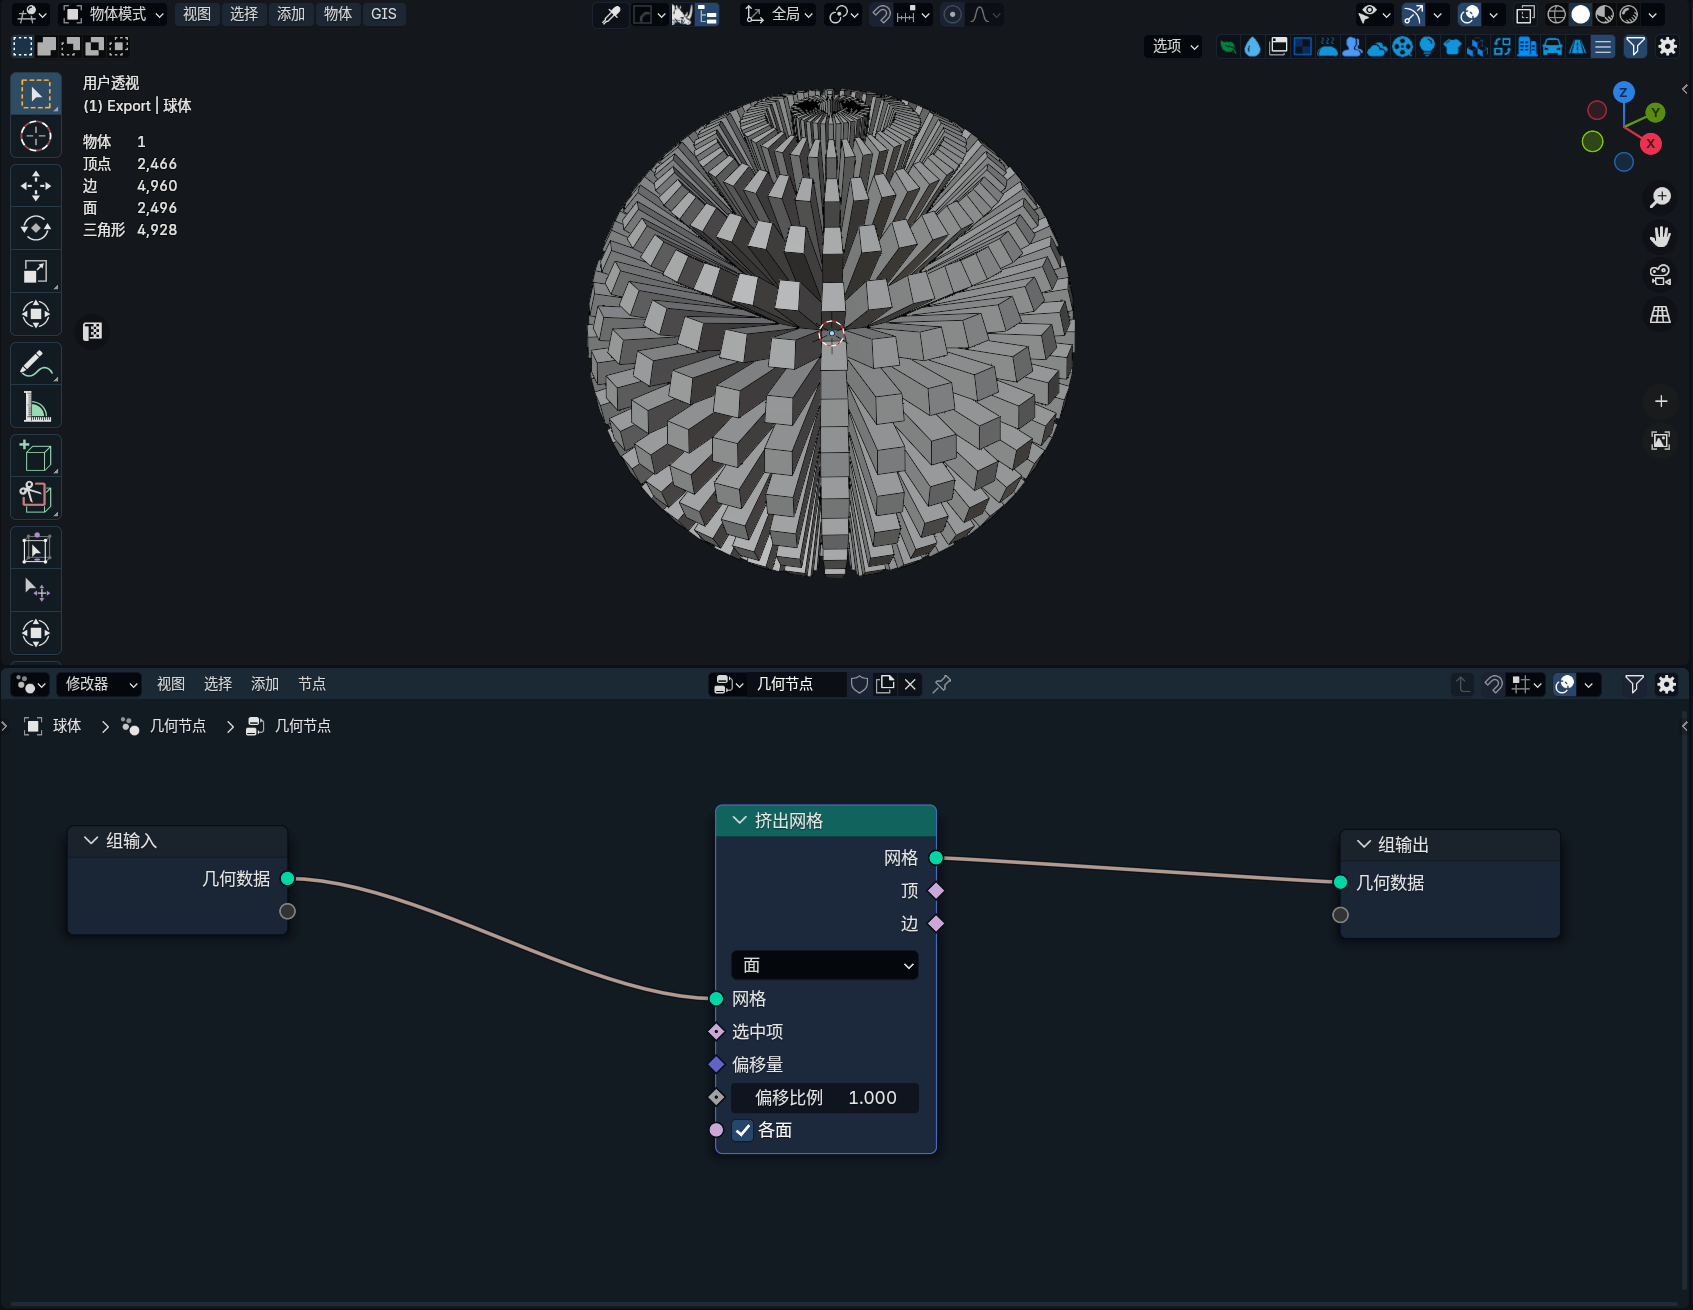 物体模式 视图 选择 添加 物体 GIS 全局
选项
用户透视
(1) Export | 球体
物体 1
顶点 2,466
边 4,960
面 2,496
三角形 4,928
Z
Y
X
修改器 视图 选择 添加 节点 几何节点
球体 几何节点 几何节点
组输入
几何数据
挤出网格
网格
顶
边
面
网格
选中项
偏移量
偏移比例 1.000
各面
组输出
几何数据